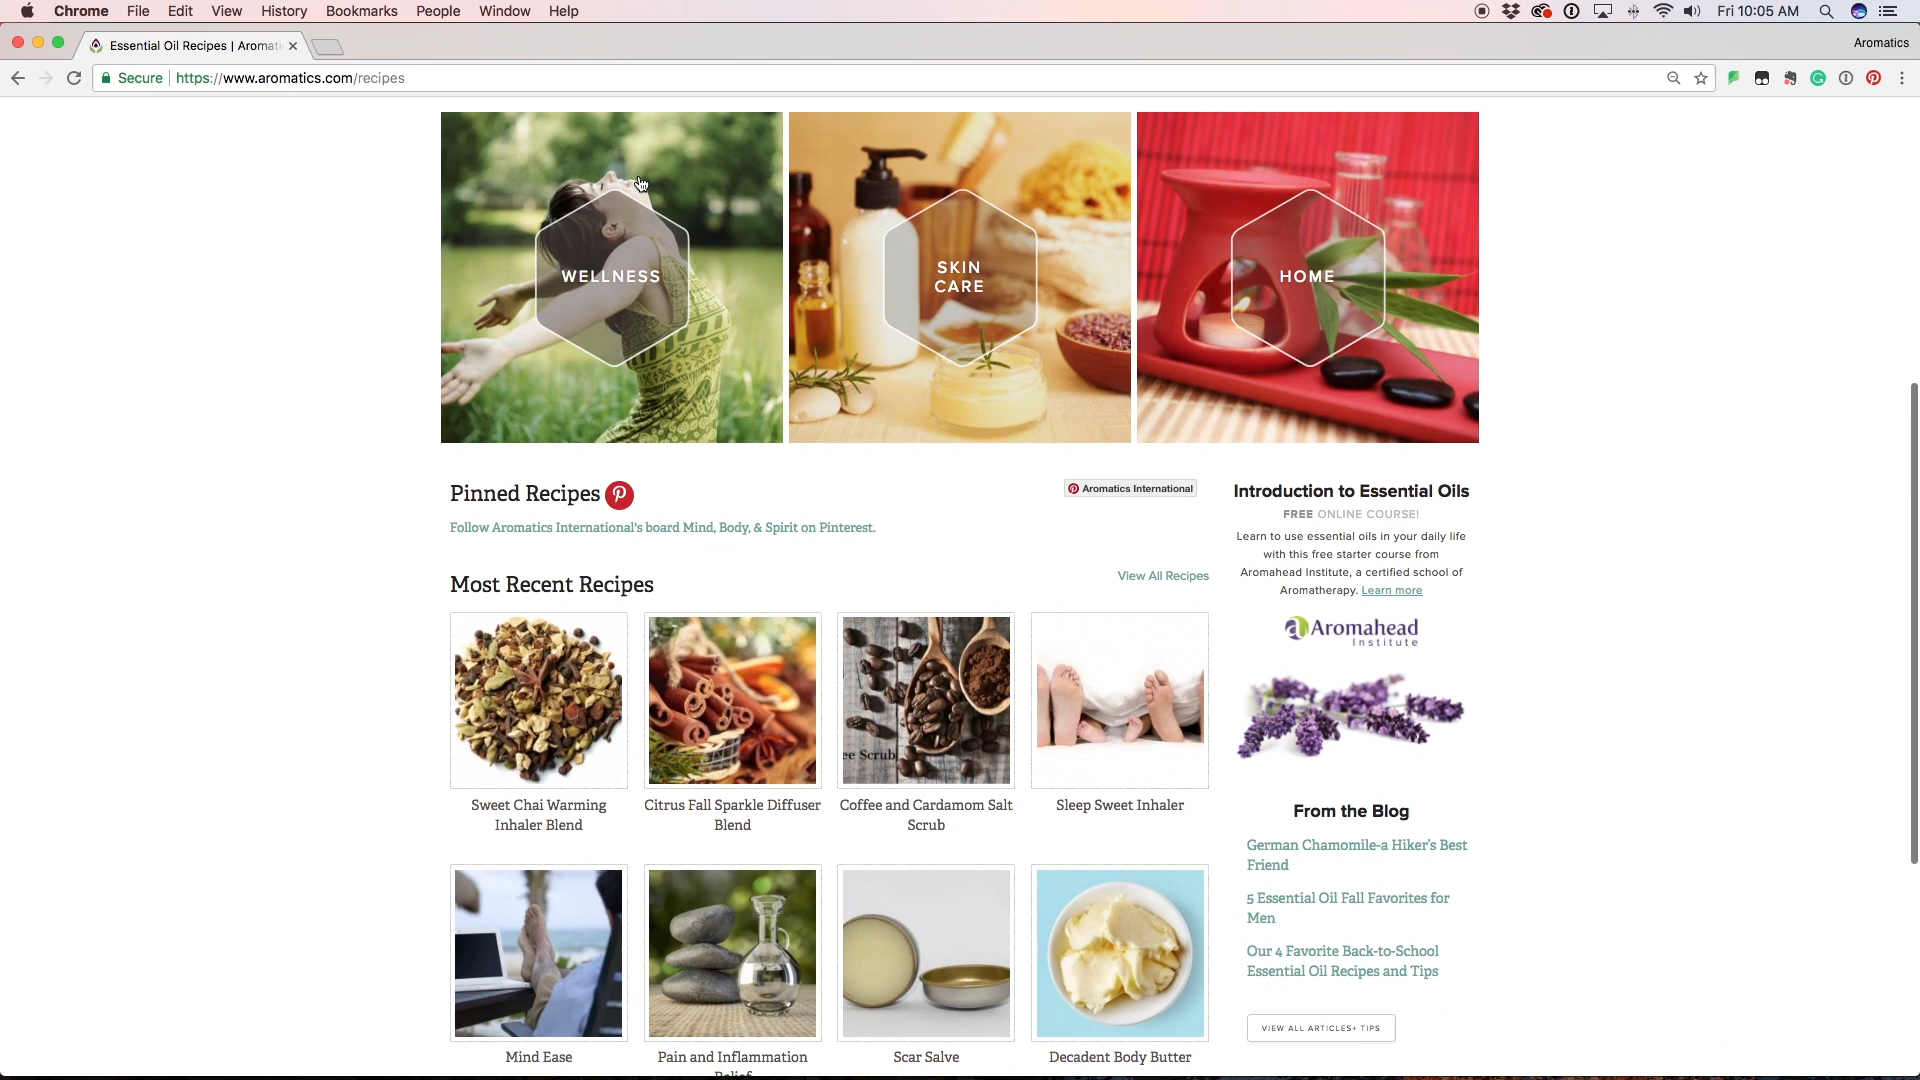 Chrome File Edit View History Bookmarks People Window Help
Fri 10:05 AM
Essential Oil Recipes | Aromati
Aromatics
Secure https://www.aromatics.com/recipes
WELLNESS
SKIN
CARE
HOME
Pinned Recipes
Aromatics International
Follow Aromatics International's board Mind, Body, & Spirit on Pinterest.
Most Recent Recipes
View All Recipes
ee Scrub
Sweet Chai Warming
Inhaler Blend
Citrus Fall Sparkle Diffuser
Blend
Coffee and Cardamom Salt
Scrub
Sleep Sweet Inhaler
Mind Ease
Pain and Inflammation
Relief
Scar Salve
Decadent Body Butter
Introduction to Essential Oils
FREE ONLINE COURSE!
Learn to use essential oils in your daily life
with this free starter course from
Aromahead Institute, a certified school of
Aromatherapy. Learn more
Aromahead
Institute
From the Blog
German Chamomile-a Hiker's Best
Friend
5 Essential Oil Fall Favorites for
Men
Our 4 Favorite Back-to-School
Essential Oil Recipes and Tips
VIEW ALL ARTICLES+ TIPS